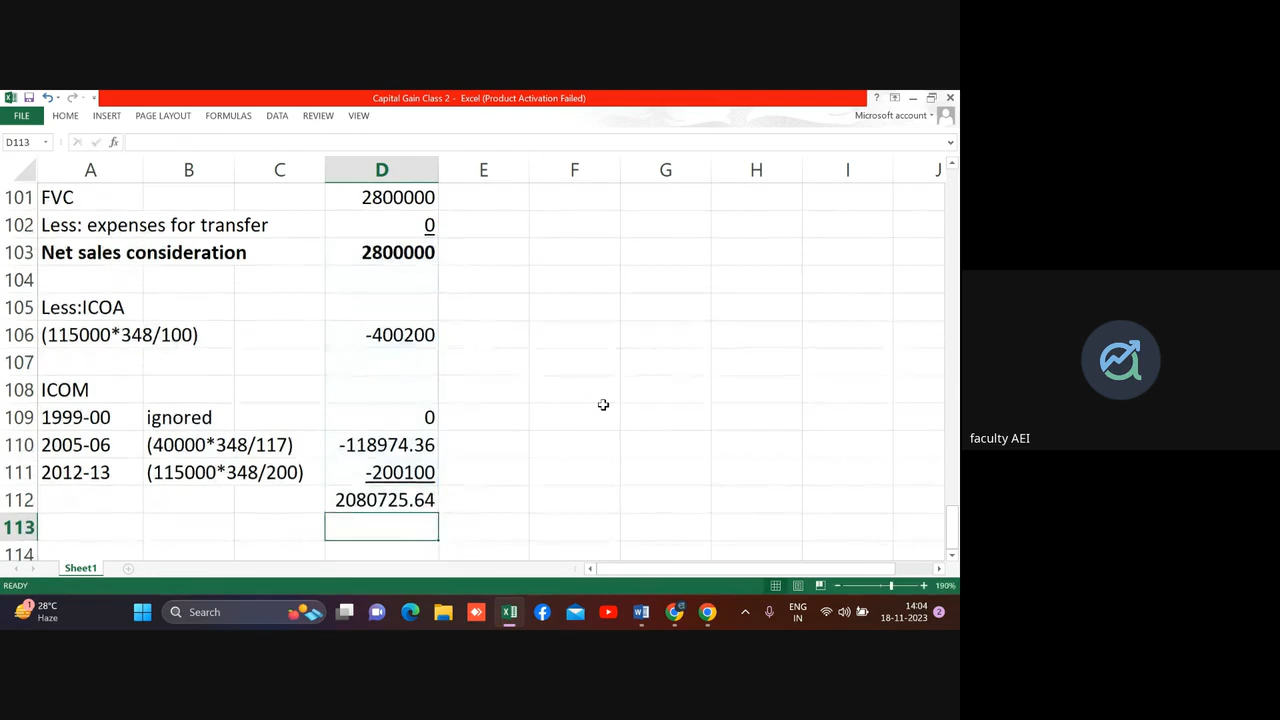 Capital Gain Class 2 - Excel (Product Activation Failed)
FILE HOME INSERT PAGE LAYOUT FORMULAS DATA REVIEW VIEW Microsoft account
D113 fx
A B C D E F G H I J
101 FVC 2800000
102 Less: expenses for transfer 0
103 Net sales consideration 2800000
104
105 Less:ICOA
106 (115000*348/100) -400200
107
108 ICOM
109 1999-00 ignored 0
110 2005-06 (40000*348/117) -118974.36
111 2012-13 (115000*348/200) -200100
112 2080725.64
113
114
Sheet1
READY 190%
28°C
Haze
Search
ENG
IN
14:04
18-11-2023
2
faculty AEI